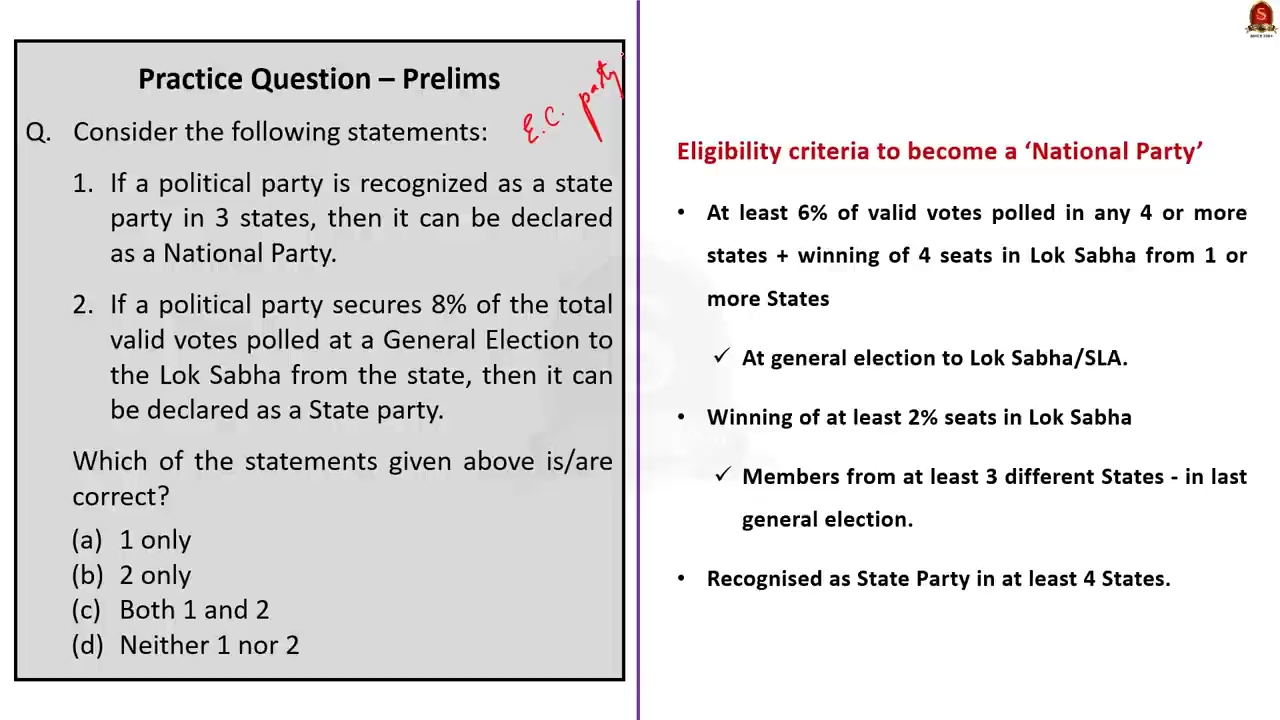 Practice Question – Prelims
E.C. party
Q. Consider the following statements:
1. If a political party is recognized as a state
party in 3 states, then it can be declared
as a National Party.
2. If a political party secures 8% of the total
valid votes polled at a General Election to
the Lok Sabha from the state, then it can
be declared as a State party.
Which of the statements given above is/are
correct?
(a) 1 only
(b) 2 only
(c) Both 1 and 2
(d) Neither 1 nor 2
S
SINCE 2004
Eligibility criteria to become a ‘National Party’
• At least 6% of valid votes polled in any 4 or more
states + winning of 4 seats in Lok Sabha from 1 or
more States
✓ At general election to Lok Sabha/SLA.
• Winning of at least 2% seats in Lok Sabha
✓ Members from at least 3 different States - in last
general election.
• Recognised as State Party in at least 4 States.